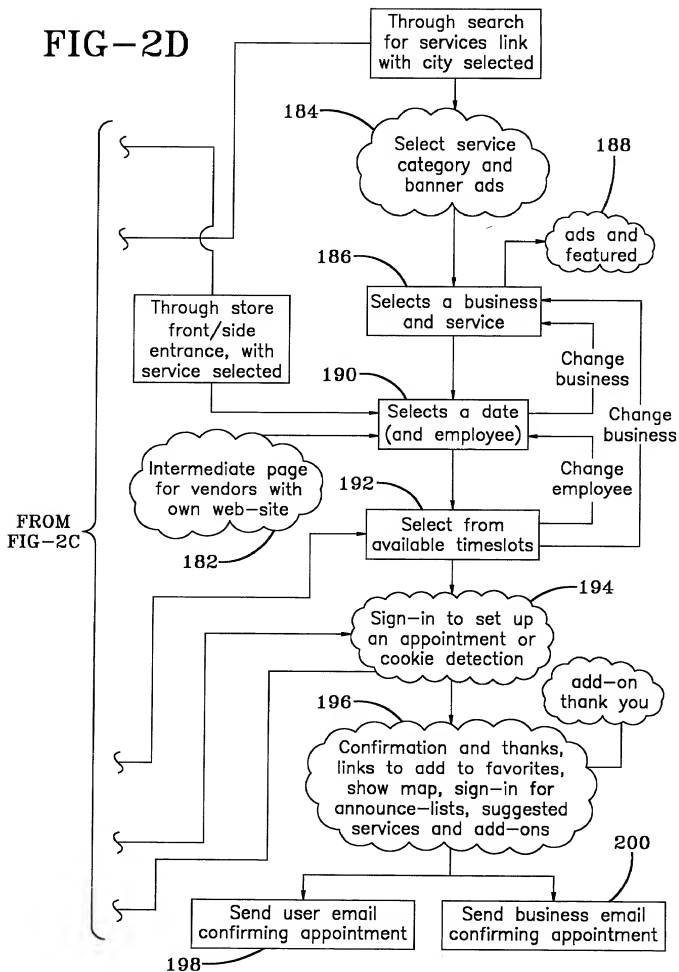 FIG-2D
Through search
for services link
with city selected
184
Select service
category and
banner ads
188
ads and
featured
186
Selects a business
and service
Through store
front/side
entrance, with
service selected
Change
business
190
Selects a date
(and employee)
Change
business
Intermediate page
for vendors with
own web-site
182
Change
employee
192
Select from
available timeslots
FROM
FIG-2C
194
Sign-in to set up
an appointment or
cookie detection
add-on
thank you
196
Confirmation and thanks,
links to add to favorites,
show map, sign-in for
announce-lists, suggested
services and add-ons
200
Send user email
confirming appointment
198
Send business email
confirming appointment